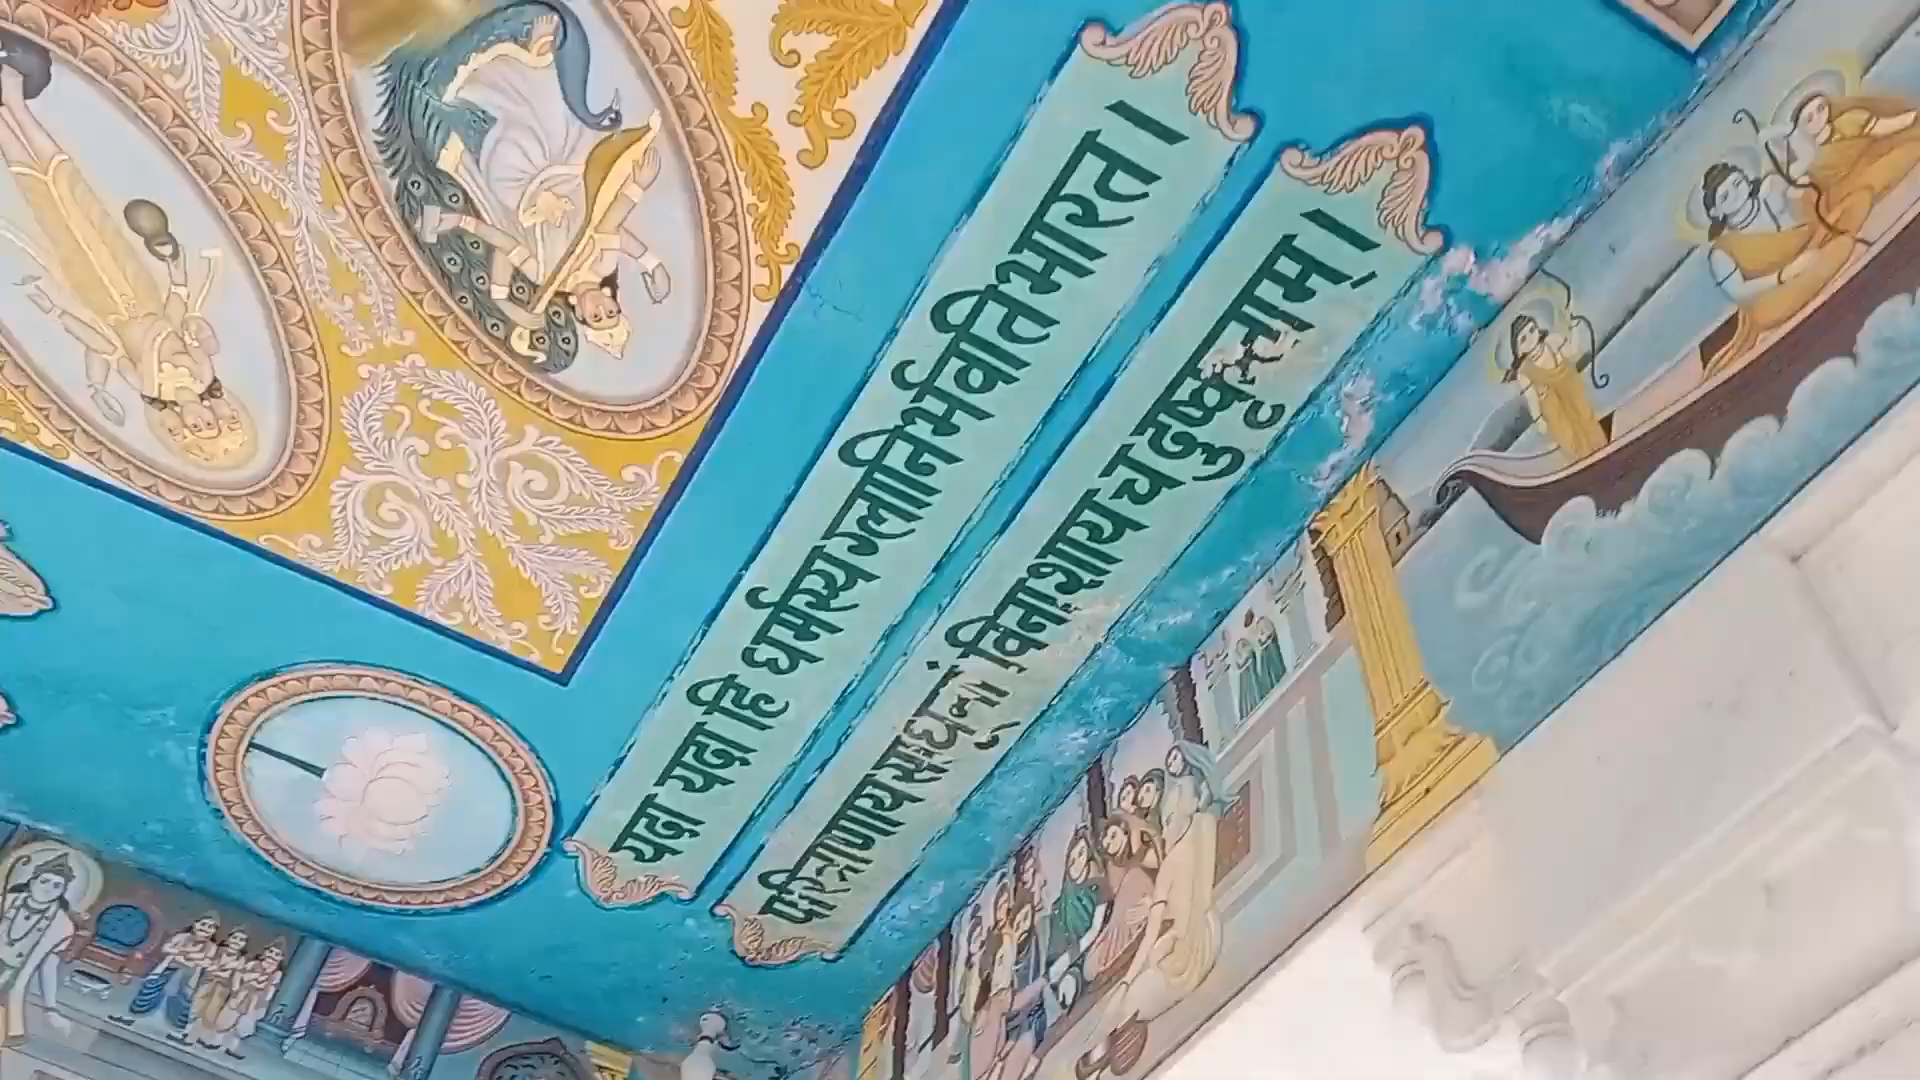 यदा यदा हि धर्मस्य ग्लानिर्भवति भारत।
परित्राणाय साधुनां विनाशाय च दुष्कृताम्।